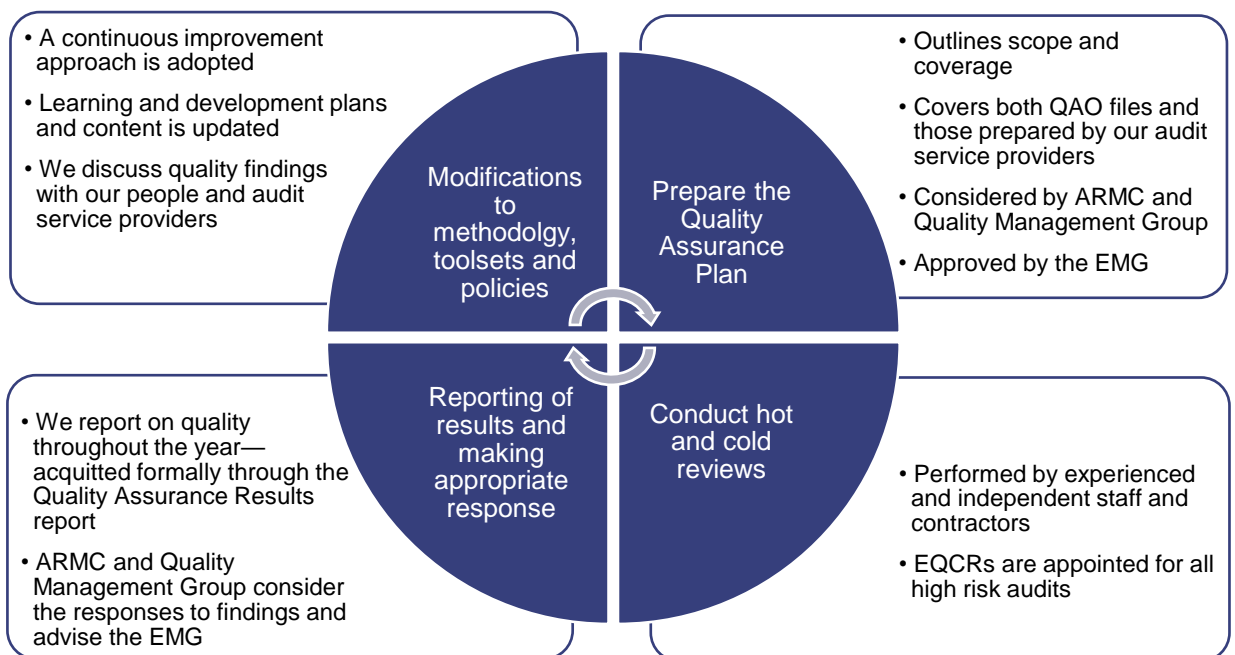 • A continuous improvement
approach is adopted
• Learning and development plans
and content is updated
• We discuss quality findings
with our people and audit
service providers
Modifications
to
methodolgy,
toolsets and
policies
Prepare the
Quality
Assurance
Plan
• Outlines scope and
coverage
• Covers both QAO files and
those prepared by our audit
service providers
• Considered by ARMC and
Quality Management Group
• Approved by the EMG
• We report on quality
throughout the year—
acquitted formally through the
Quality Assurance Results
report
• ARMC and Quality
Management Group consider
the responses to findings and
advise the EMG
Reporting of
results and
making
appropriate
response
Conduct hot
and cold
reviews
• Performed by experienced
and independent staff and
contractors
• EQCRs are appointed for all
high risk audits